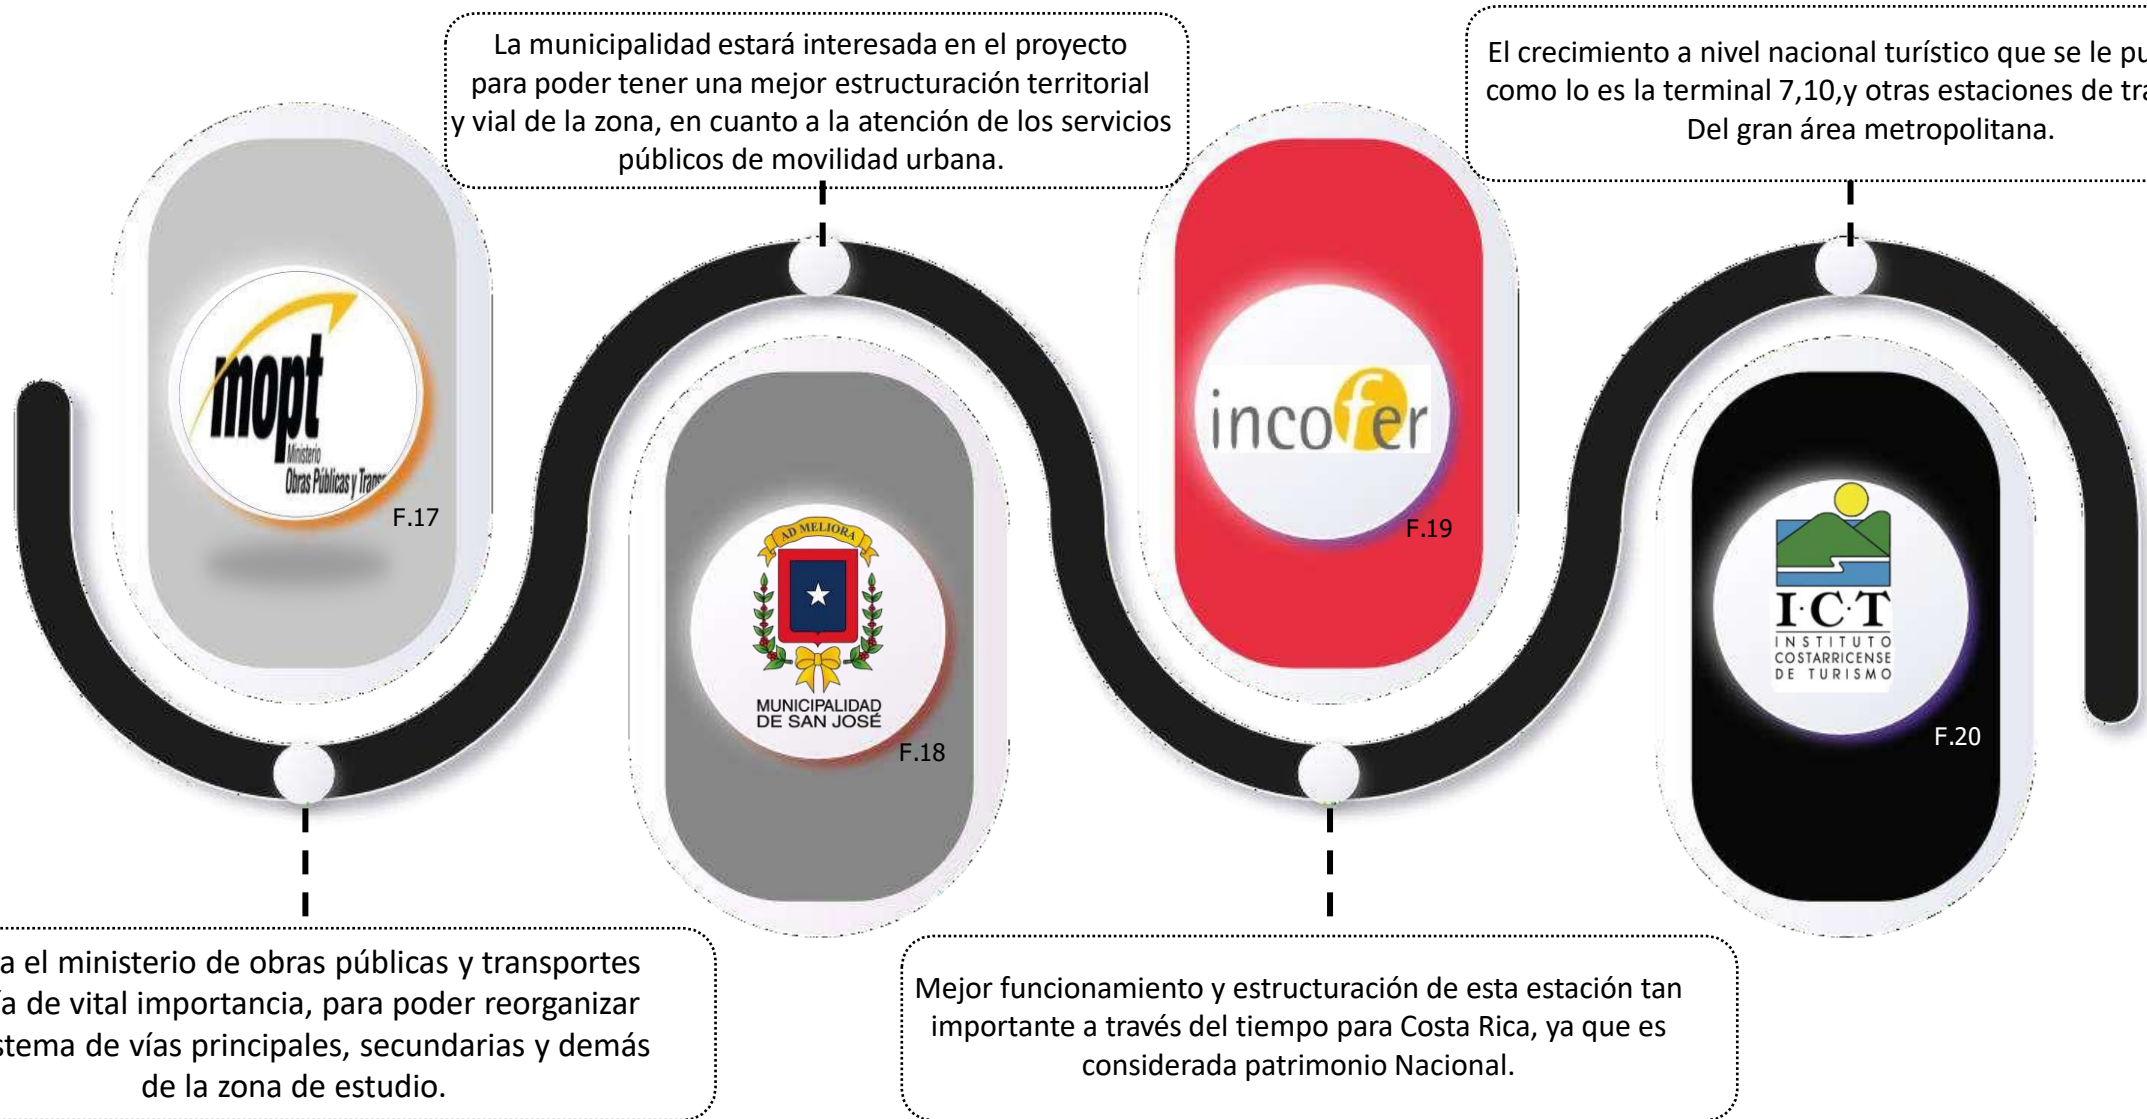 La municipalidad estará interesada en el proyecto
para poder tener una mejor estructuración territorial
y vial de la zona, en cuanto a la atención de los servicios
públicos de movilidad urbana.
El crecimiento a nivel nacional turístico que se le
como lo es la terminal 7,10,y otras estaciones de
Del gran área metropolitana.
mopt
Ministerio
Obras Públicas y
F.17
AD MELIORA
MUNICIPALIDAD
DE SAN JOSÉ
F.18
incofer
F.19
I·C·T
INSTITUTO
COSTARRICENSE
DE TURISMO
F.20
a el ministerio de obras públicas y transportes
ía de vital importancia, para poder reorganizar
stema de vías principales, secundarias y demás
de la zona de estudio.
Mejor funcionamiento y estructuración de esta estación tan
importante a través del tiempo para Costa Rica, ya que es
considerada patrimonio Nacional.